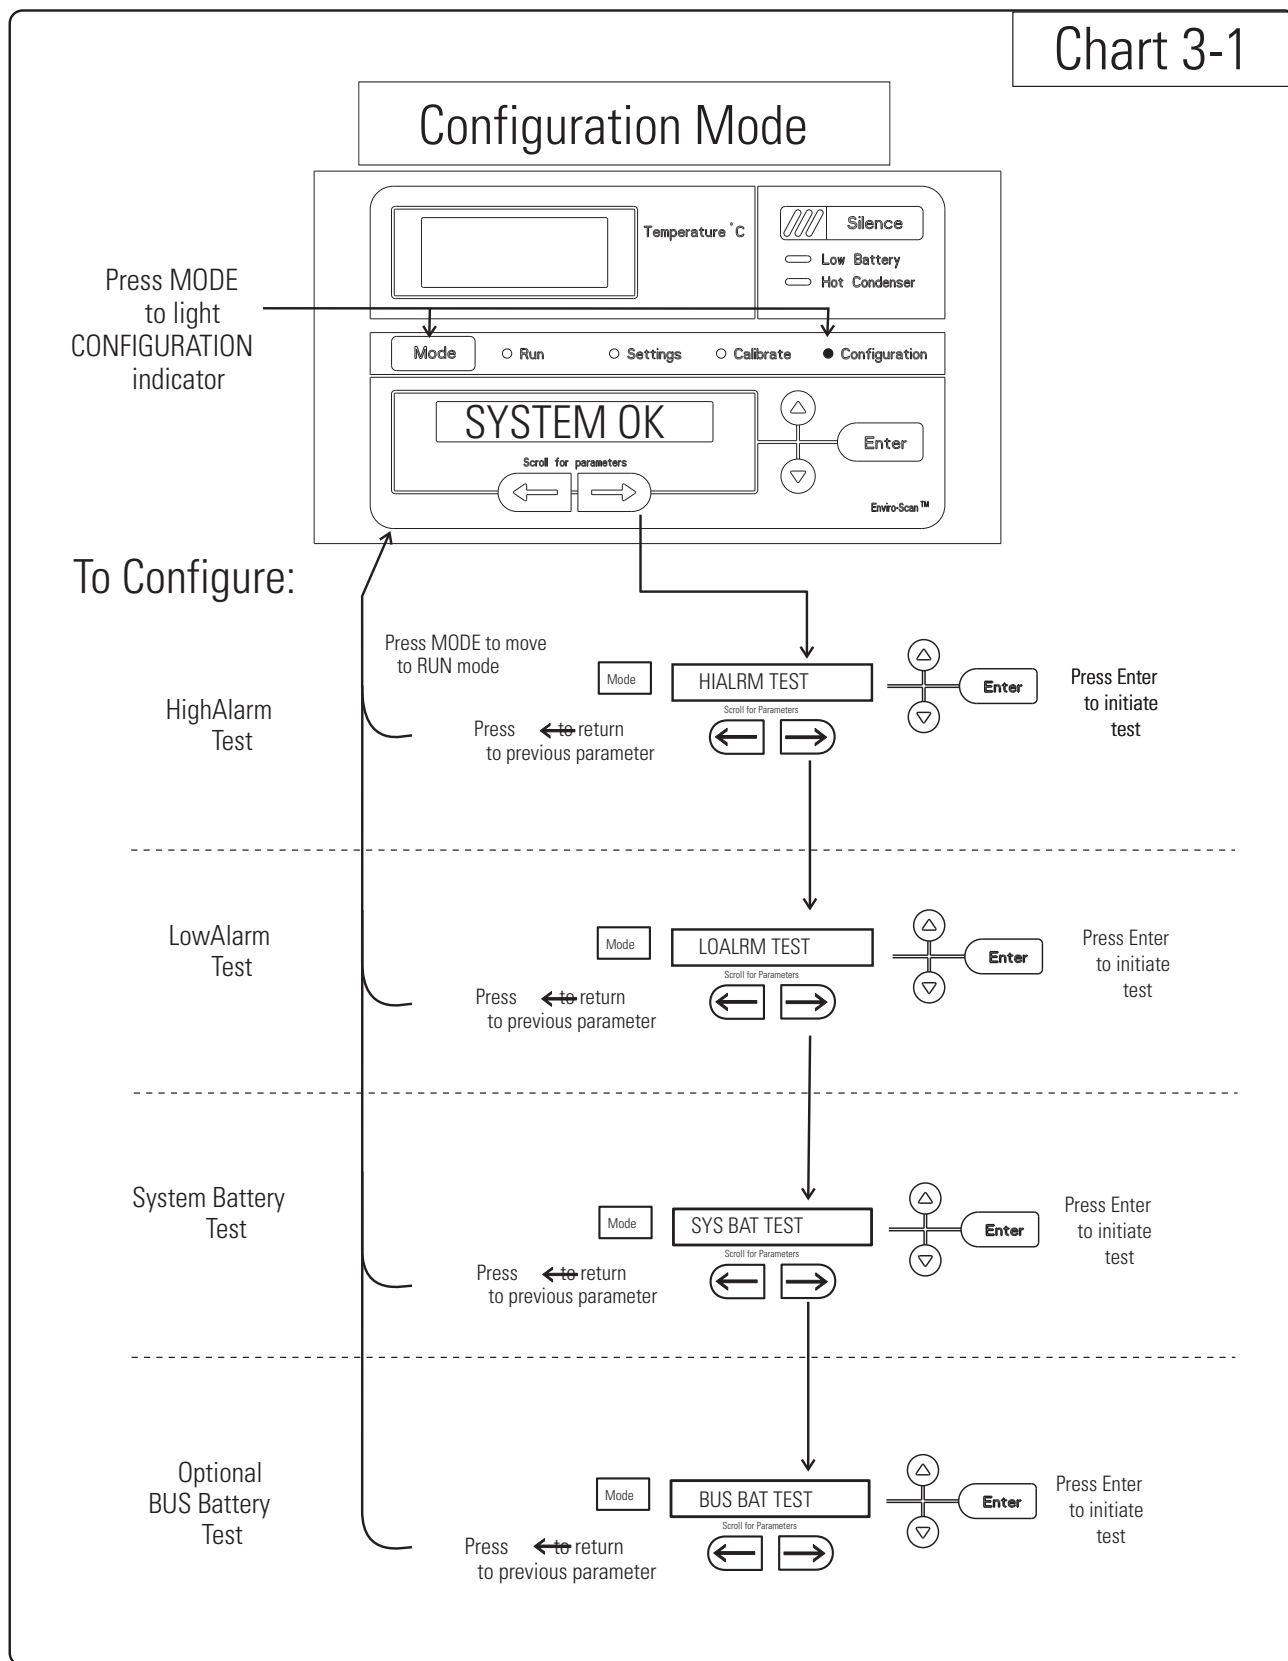 Chart 3-1
Configuration Mode
Temperature °C
Silence
Low Battery
Hot Condenser
Press MODE
to light
CONFIGURATION
indicator
Mode
Run
Settings
Calibrate
Configuration
SYSTEM OK
Enter
Scroll for parameters
Enviro-Scan™
To Configure:
Press MODE to move
to RUN mode
HighAlarm
Test
Mode
HIALRM TEST
Enter
Press Enter
to initiate
test
Scroll for Parameters
Press to return
to previous parameter
LowAlarm
Test
Mode
LOALRM TEST
Enter
Press Enter
to initiate
test
Scroll for Parameters
Press to return
to previous parameter
System Battery
Test
Mode
SYS BAT TEST
Enter
Press Enter
to initiate
test
Scroll for Parameters
Press to return
to previous parameter
Optional
BUS Battery
Test
Mode
BUS BAT TEST
Enter
Press Enter
to initiate
test
Scroll for Parameters
Press to return
to previous parameter